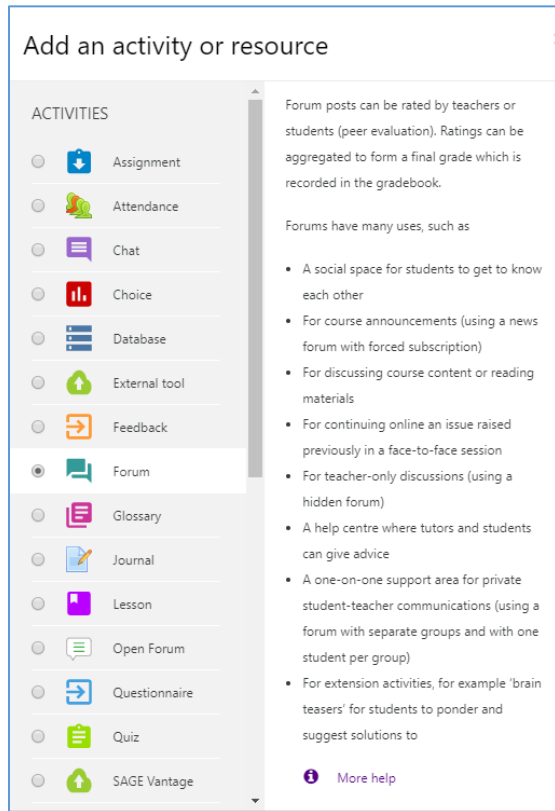 Add an activity or resource
ACTIVITIES
Assignment
Attendance
Chat
Choice
Database
External tool
Feedback
Forum
Glossary
Journal
Lesson
Open Forum
Questionnaire
Quiz
SAGE Vantage
Forum posts can be rated by teachers or
students (peer evaluation). Ratings can be
aggregated to form a final grade which is
recorded in the gradebook.
Forums have many uses, such as
• A social space for students to get to know
each other
• For course announcements (using a news
forum with forced subscription)
• For discussing course content or reading
materials
• For continuing online an issue raised
previously in a face-to-face session
• For teacher-only discussions (using a
hidden forum)
• A help centre where tutors and students
can give advice
• A one-on-one support area for private
student-teacher communications (using a
forum with separate groups and with one
student per group)
• For extension activities, for example ‘brain
teasers’ for students to ponder and
suggest solutions to
More help